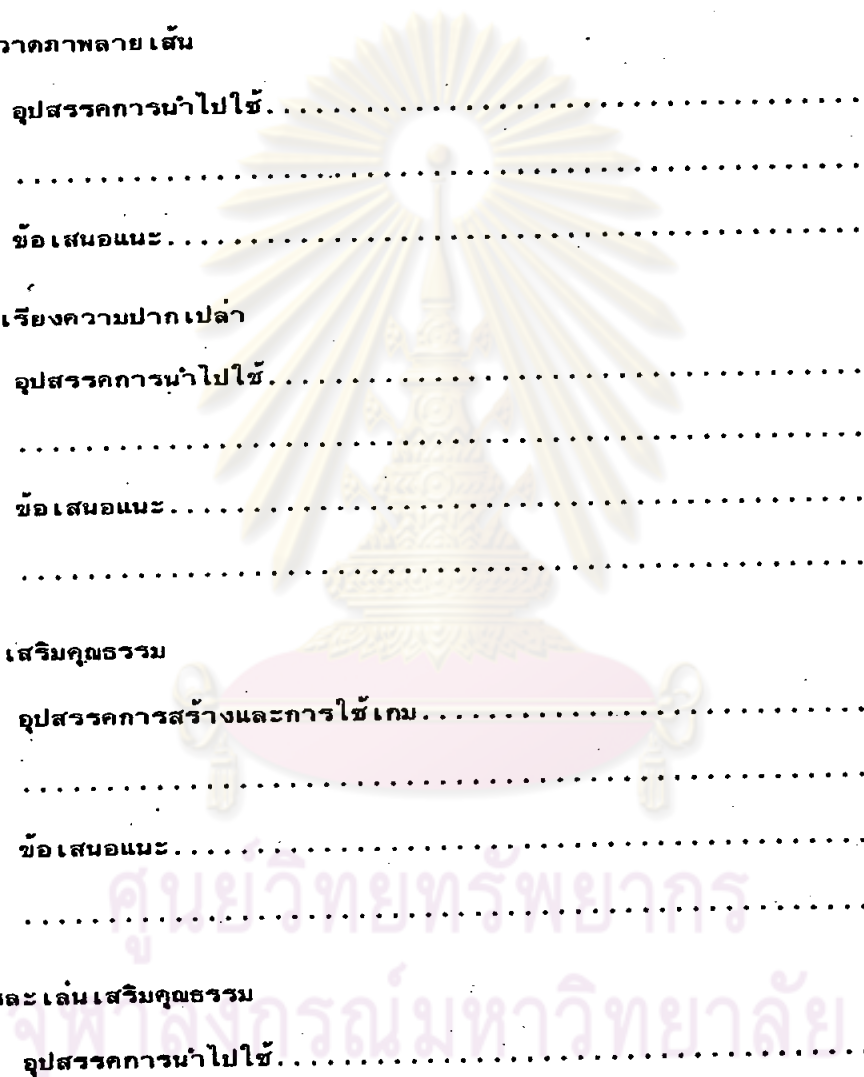 วาดภาพลายเส้น
อุปสรรคการนำไปใช้........................................
........................................
ข้อเสนอแนะ........................................
เรียงความปากเปล่า
อุปสรรคการนำไปใช้........................................
........................................
ข้อเสนอแนะ........................................
........................................
เสริมคุณธรรม
อุปสรรคการสร้างและการใช้เกม........................................
........................................
ข้อเสนอแนะ........................................
ศูนย์วิทยทรัพยากร
........................................
และเล่นเสริมคุณธรรม
จุฬาลงกรณ์มหาวิทยาลัย
อุปสรรคการนำไปใช้........................................